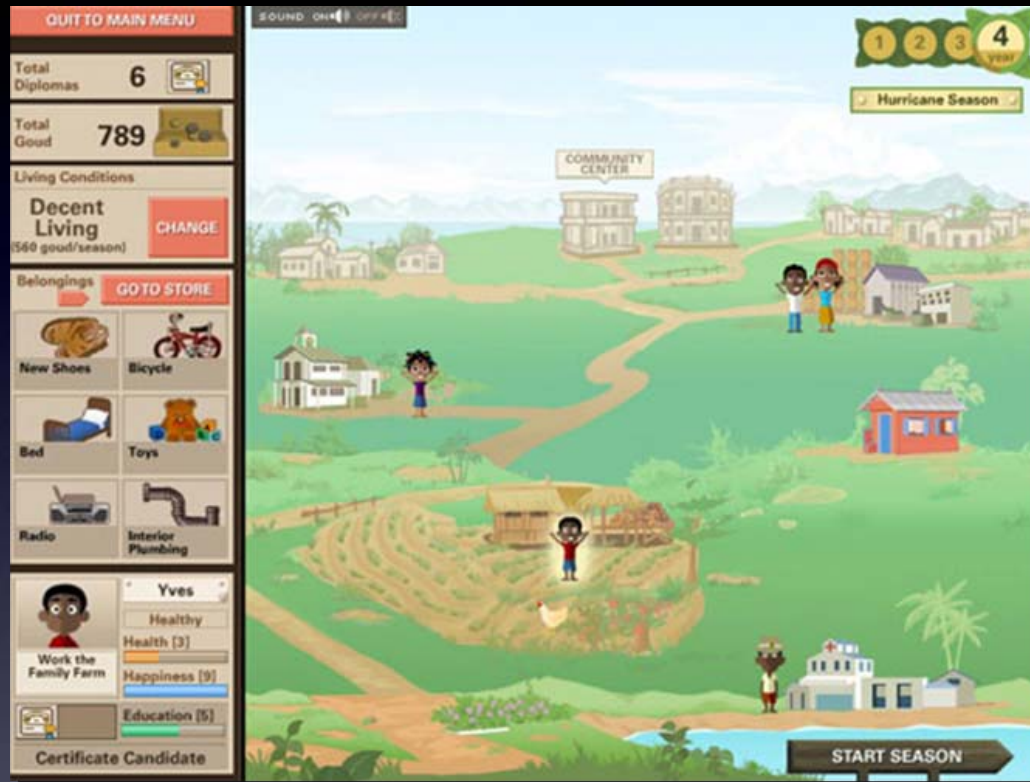 QUIT TO MAIN MENU
SOUND ON OFF
Total
Diplomas 6
Total
Goud 789
Living Conditions
Decent
Living
(560 goud/season)
CHANGE
Belongings
GO TO STORE
New Shoes
Bicycle
Bed
Toys
Radio
Interior
Plumbing
Yves
Healthy
Health [3]
Work the
Family Farm
Happiness [9]
Education [5]
Certificate Candidate
COMMUNITY
CENTER
1 2 3 4
year
Hurricane Season
START SEASON